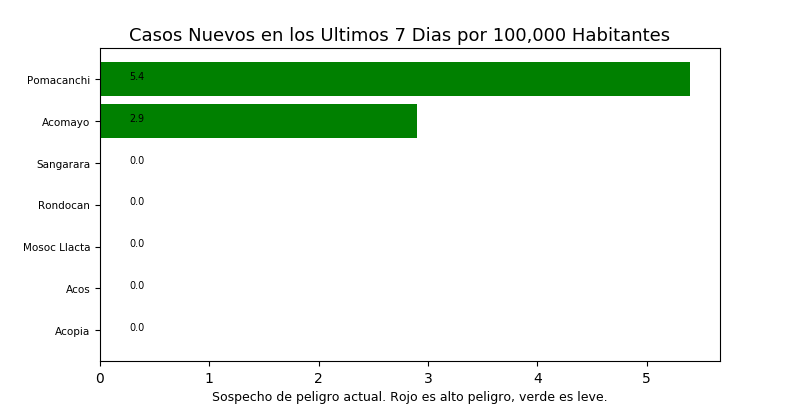 Casos Nuevos en los Ultimos 7 Dias por 100,000 Habitantes
Pomacanchi 5.4
Acomayo 2.9
Sangarara 0.0
Rondocan 0.0
Mosoc Llacta 0.0
Acos 0.0
Acopia 0.0
0 1 2 3 4 5
Sospecho de peligro actual. Rojo es alto peligro, verde es leve.